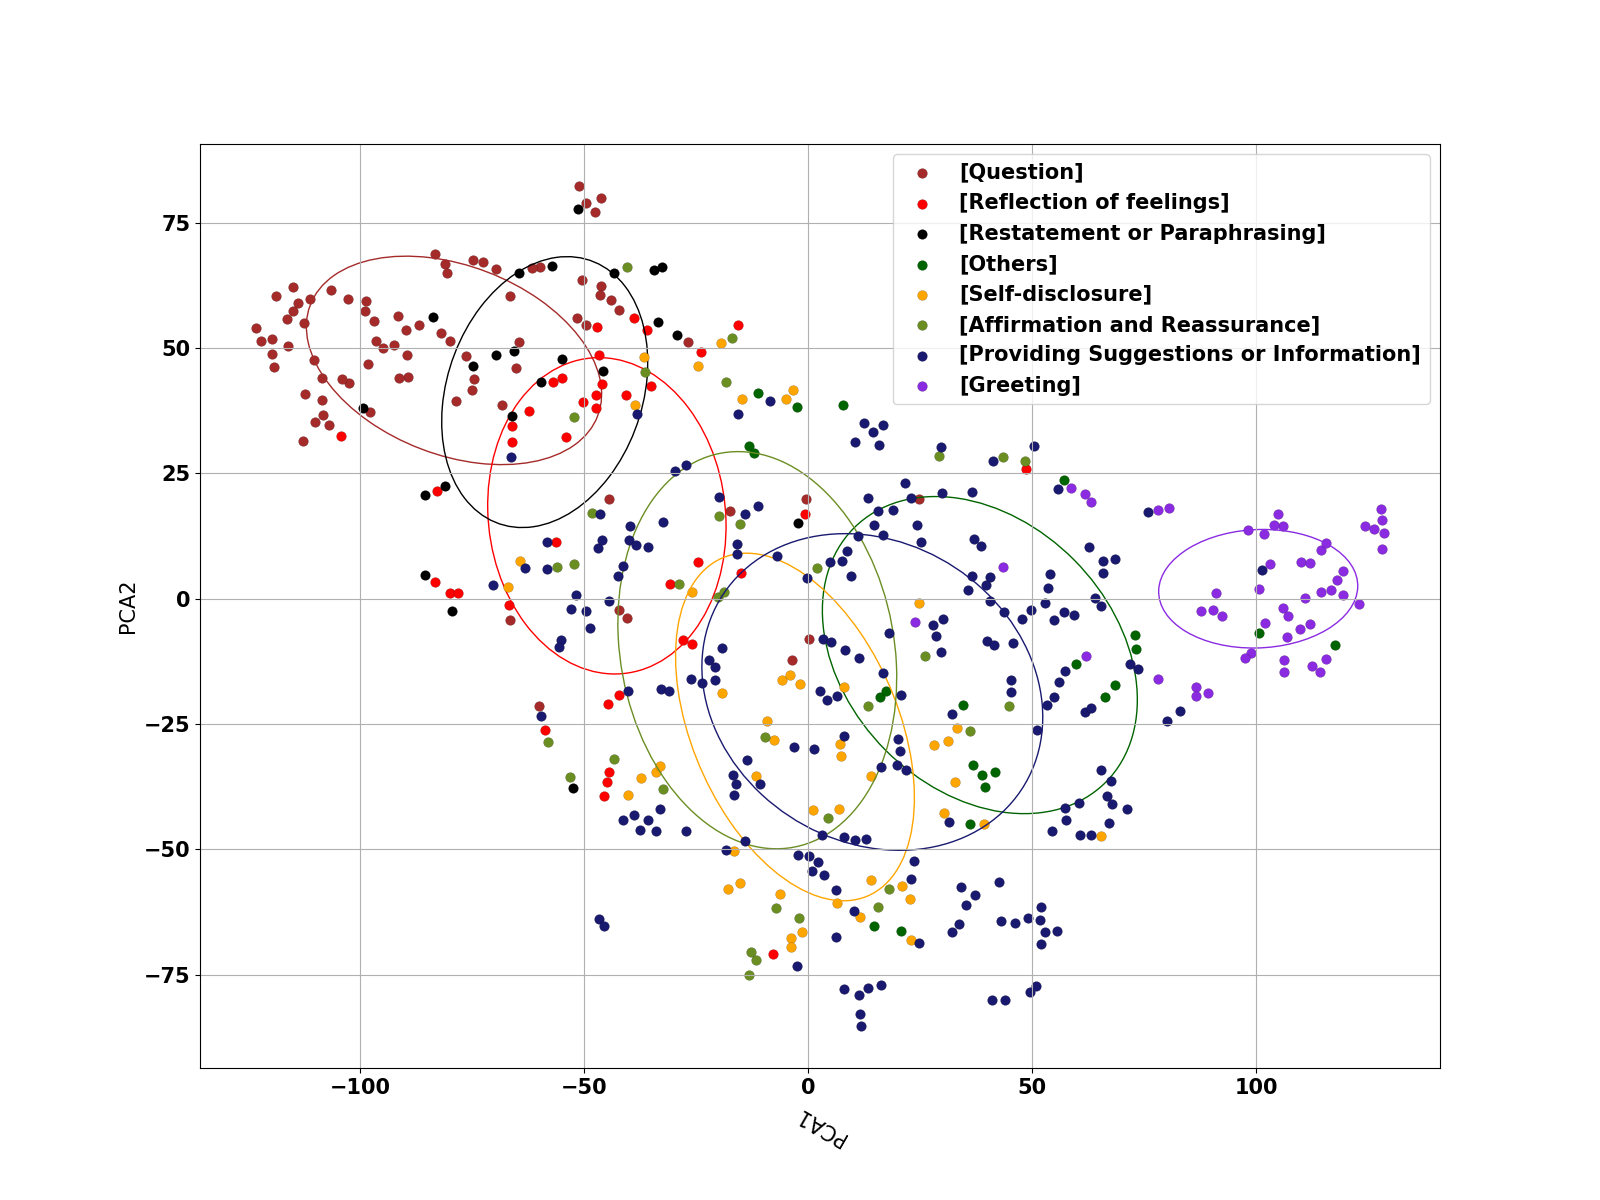 [Question]
[Reflection of feelings]
[Restatement or Paraphrasing]
[Others]
[Self-disclosure]
[Affirmation and Reassurance]
[Providing Suggestions or Information]
[Greeting]
75
50
25
0
−25
−50
−75
PCA2
−100
−50
0
50
100
PCA1